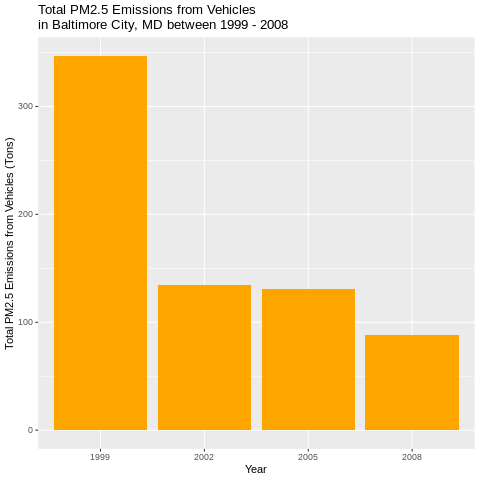 Total PM2.5 Emissions from Vehicles
in Baltimore City, MD between 1999 - 2008
Total PM2.5 Emissions from Vehicles (Tons)
300
200
100
0
1999
2002
2005
2008
Year